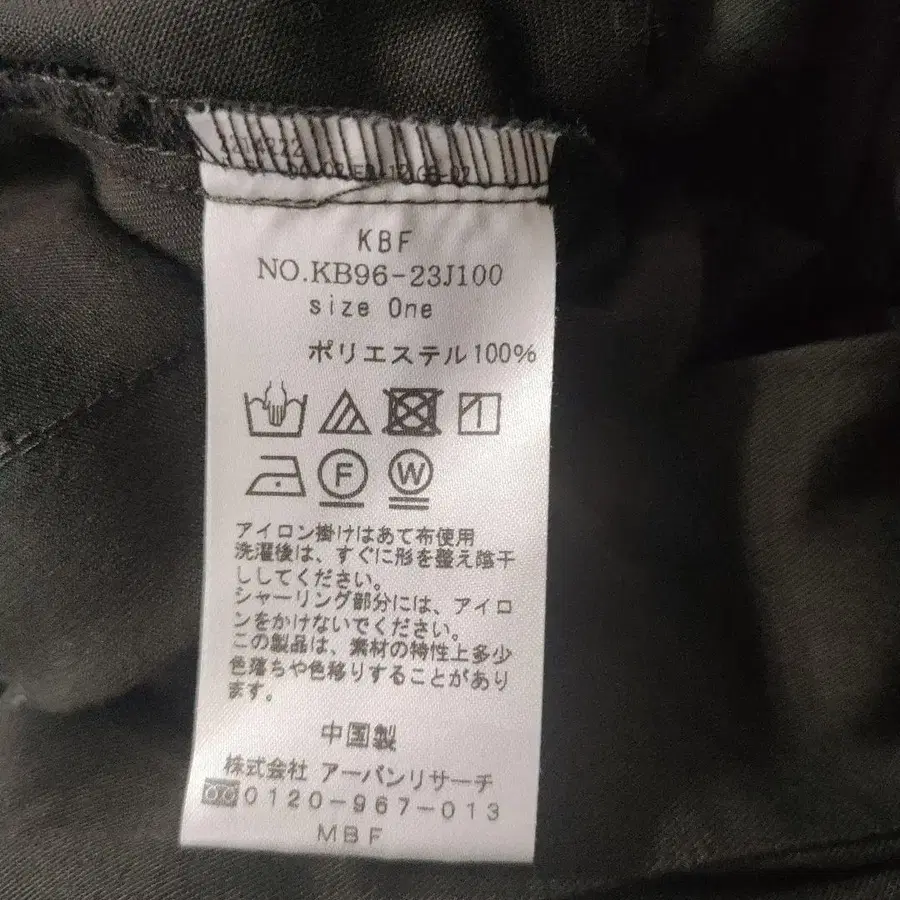 KBF
NO.KB96-23J100
size One
ポリエステル100%
F W
アイロン掛けはあて布使用
洗濯後は、すぐに形を整え陰干
ししてください。
シャーリング部分には、アイロ
ンをかけないでください。
この製品は、素材の特性上多少
色落ちや色移りすることがあり
ます。
中国製
株式会社 アーバンリサーチ
0120-967-013
MBF